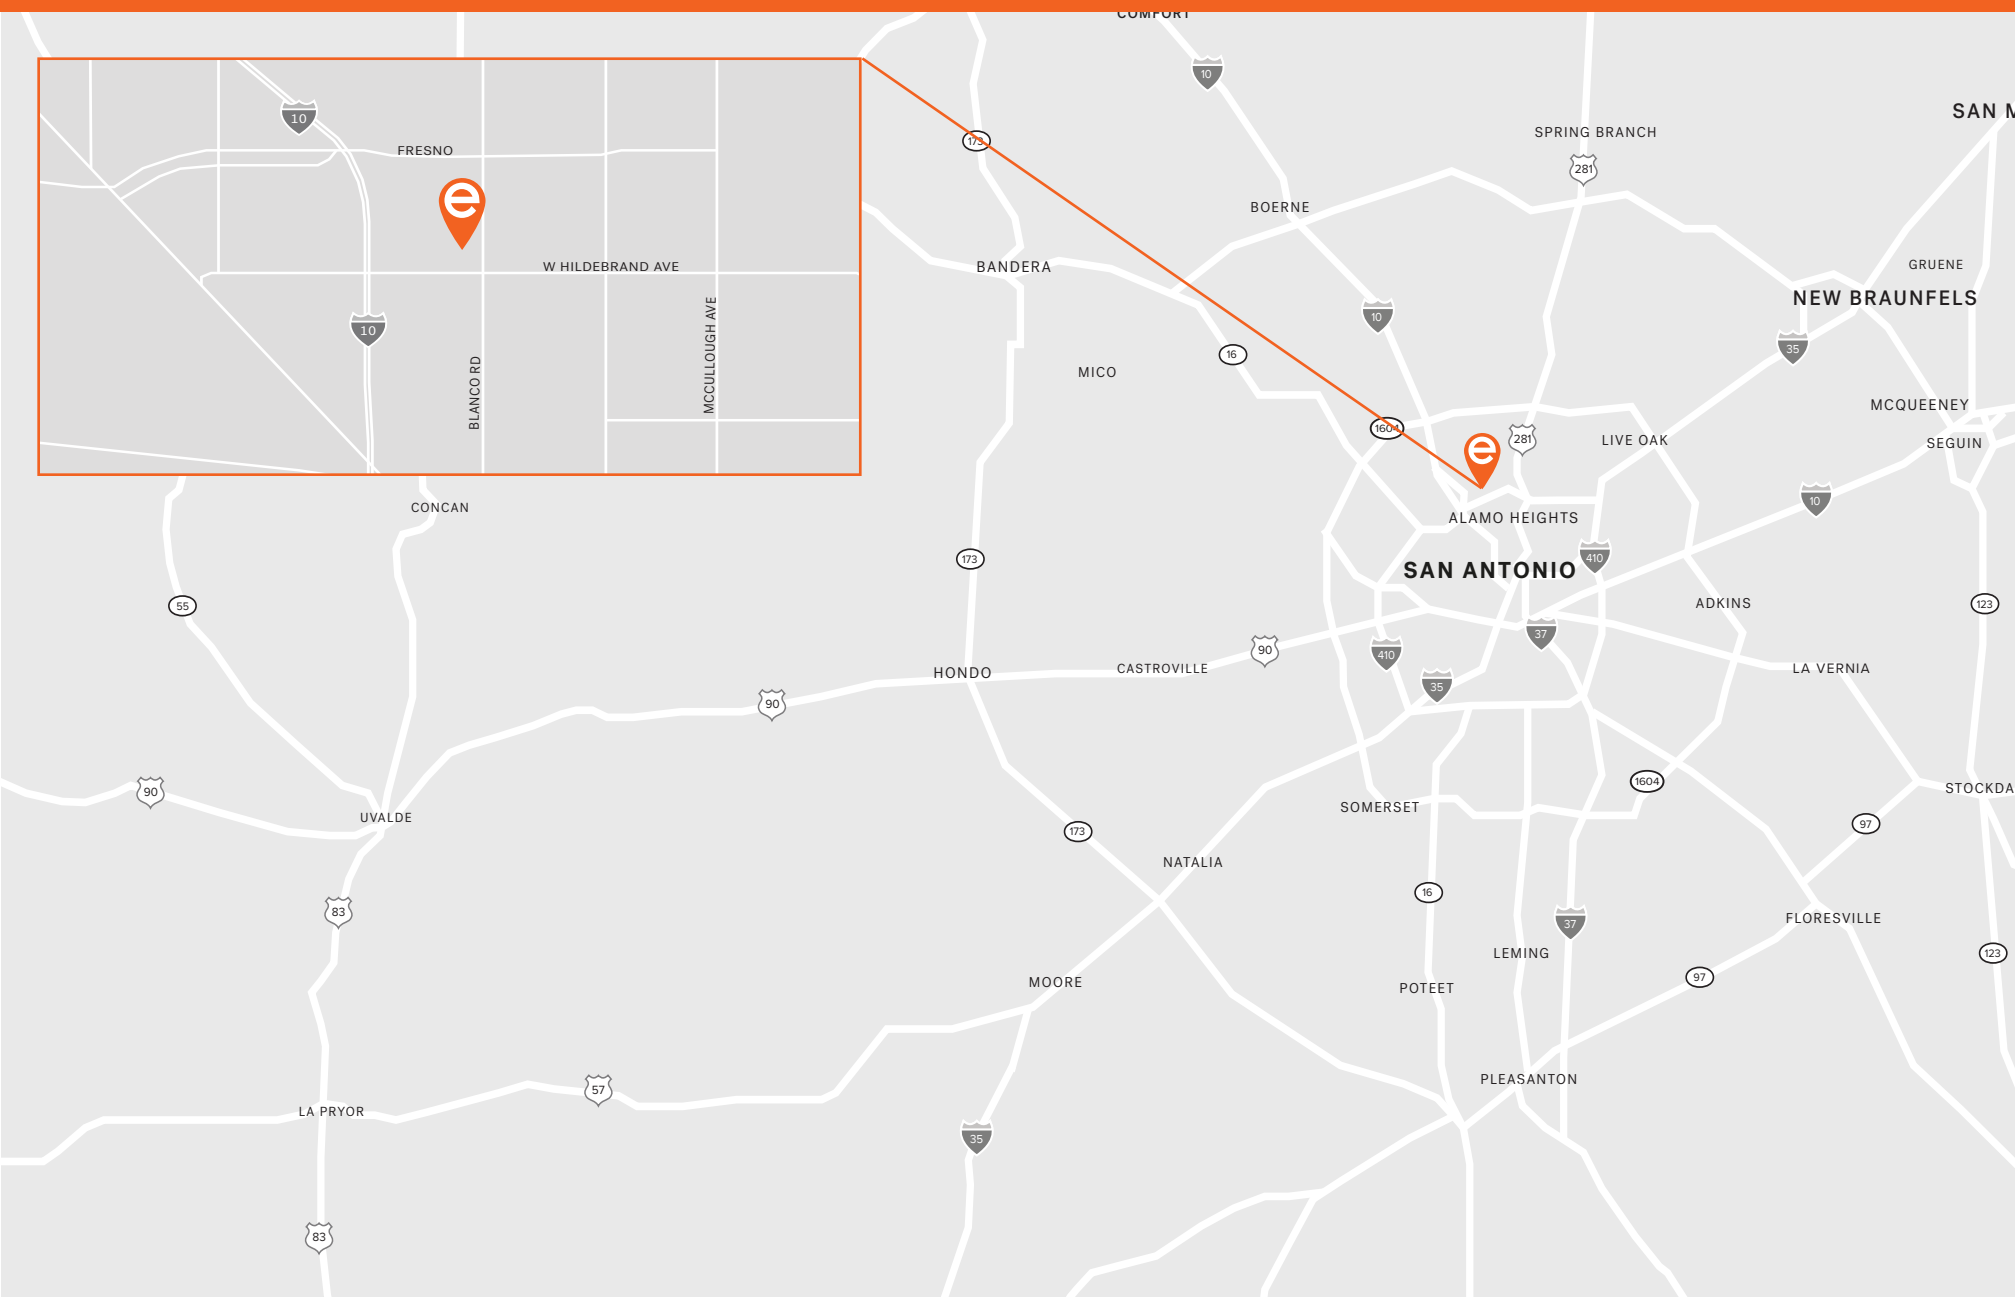 COMFORT
10
SAN M
SPRING BRANCH
281
10
FRESNO
e
W HILDEBRAND AVE
MCCULLOUGH AVE
10
BLANCO RD
173
BOERNE
BANDERA
GRUENE
NEW BRAUNFELS
10
35
16
MICO
MCQUEENEY
1604
281
LIVE OAK
SEGUIN
e
10
CONCAN
ALAMO HEIGHTS
173
410
SAN ANTONIO
55
ADKINS
123
37
90
410
HONDO
CASTROVILLE
LA VERNIA
35
90
1604
90
STOCKDA
SOMERSET
UVALDE
97
173
NATALIA
16
83
37
FLORESVILLE
LEMING
123
97
MOORE
POTEET
PLEASANTON
57
LA PRYOR
35
83